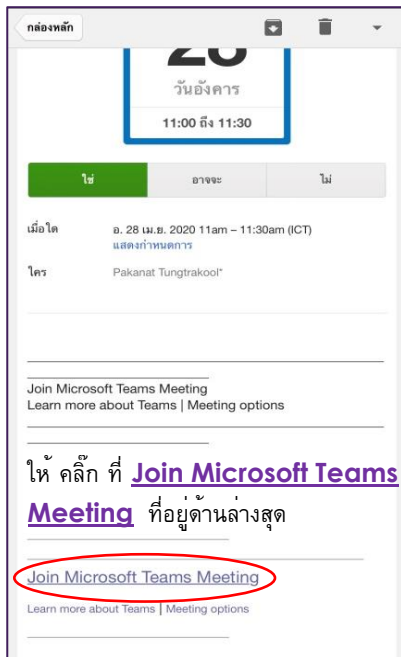 กล่องหลัก
28
วันอังคาร
11:00 ถึง 11:30
ใช่ อาจจะ ไม่
เมื่อใด อ. 28 เม.ย. 2020 11am – 11:30am (ICT)
แสดงกำหนดการ
ใคร Pakanat Tungtrakool*
Join Microsoft Teams Meeting
Learn more about Teams | Meeting options
ให้ คลิ๊ก ที่ Join Microsoft Teams
Meeting ที่อยู่ด้านล่างสุด
Join Microsoft Teams Meeting
Learn more about Teams | Meeting options